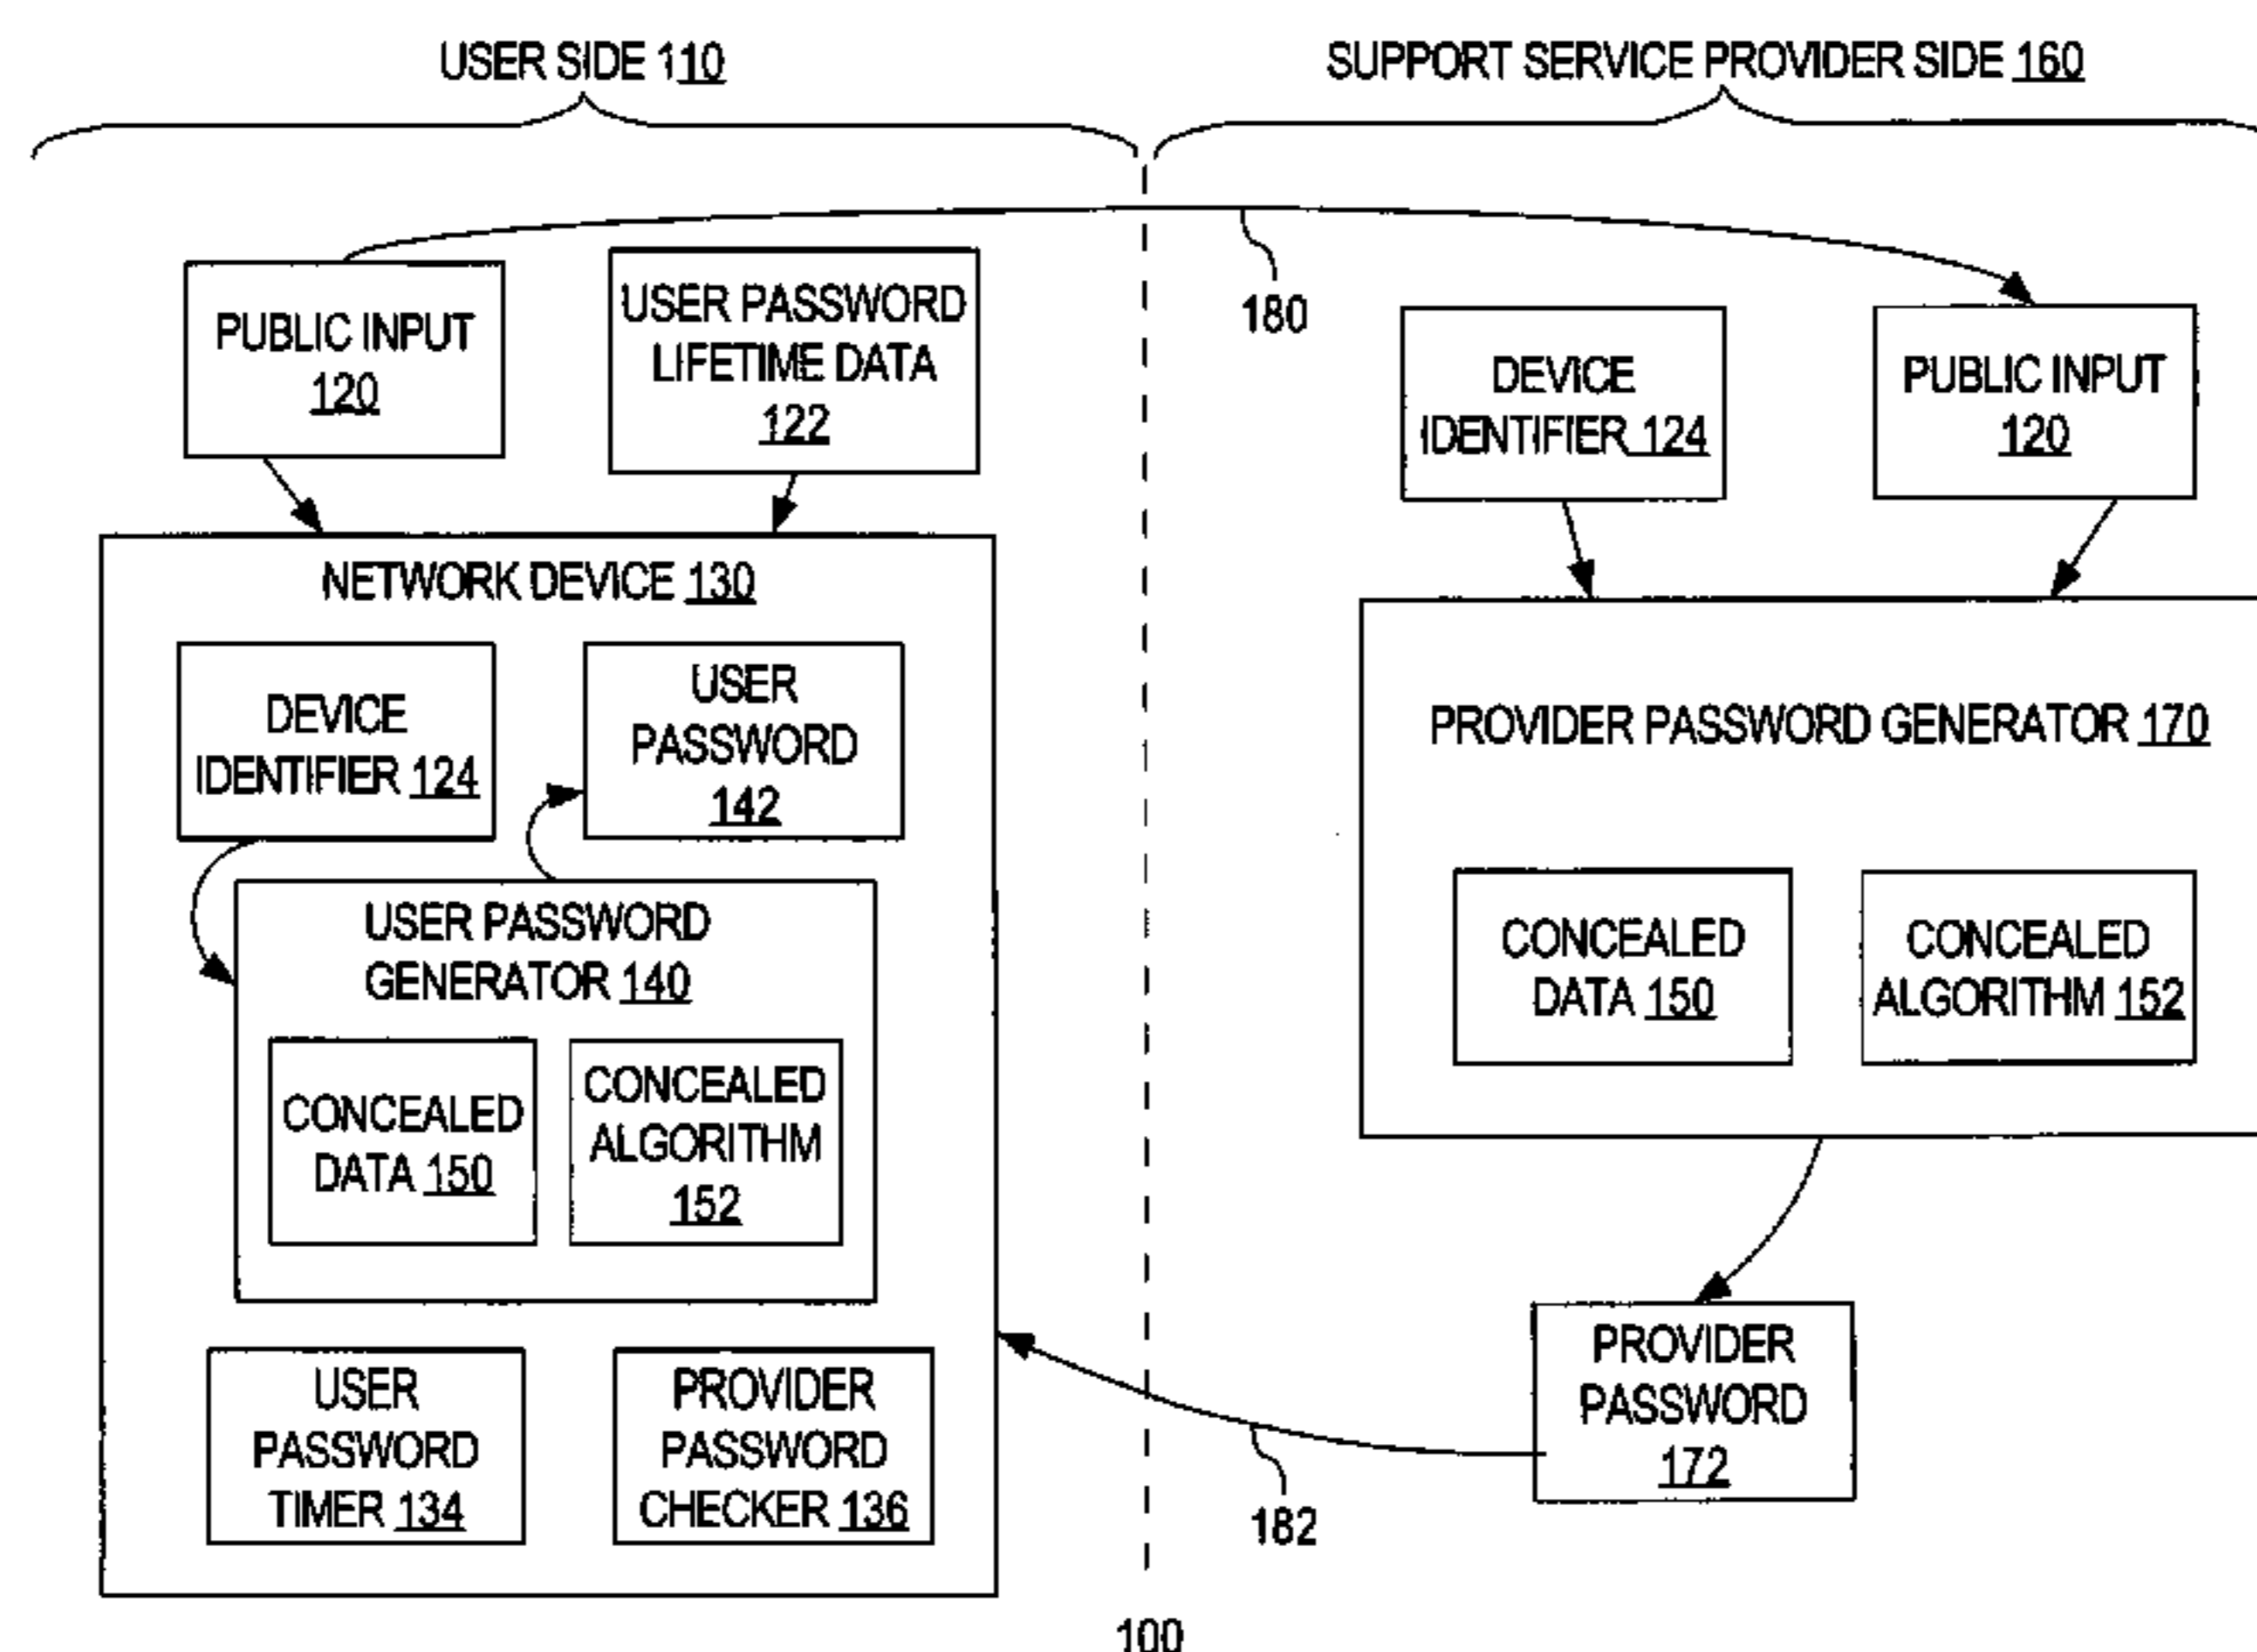 USER SIDE 110
SUPPORT SERVICE PROVIDER SIDE 160
180
PUBLIC INPUT
120
USER PASSWORD
LIFETIME DATA
122
DEVICE
IDENTIFIER 124
PUBLIC INPUT
120
NETWORK DEVICE 130
DEVICE
IDENTIFIER 124
USER
PASSWORD
142
USER PASSWORD
GENERATOR 140
CONCEALED
DATA 150
CONCEALED
ALGORITHM
152
USER
PASSWORD
TIMER 134
PROVIDER
PASSWORD
CHECKER 136
PROVIDER PASSWORD GENERATOR 170
CONCEALED
DATA 150
CONCEALED
ALGORITHM 152
PROVIDER
PASSWORD
172
182
100